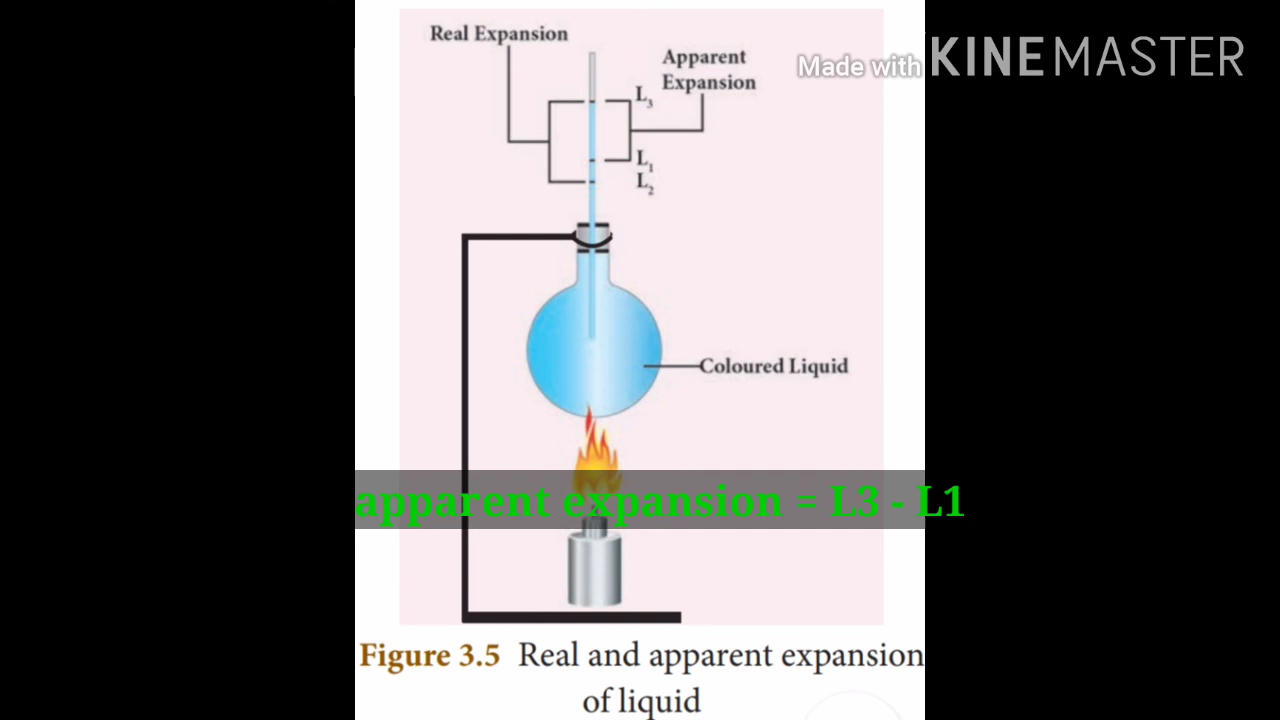 Real Expansion
Apparent
Expansion
Made with KINEMASTER
L₃
L₁
L₂
Coloured Liquid
apparent expansion = L3 - L1
Figure 3.5 Real and apparent expansion
of liquid